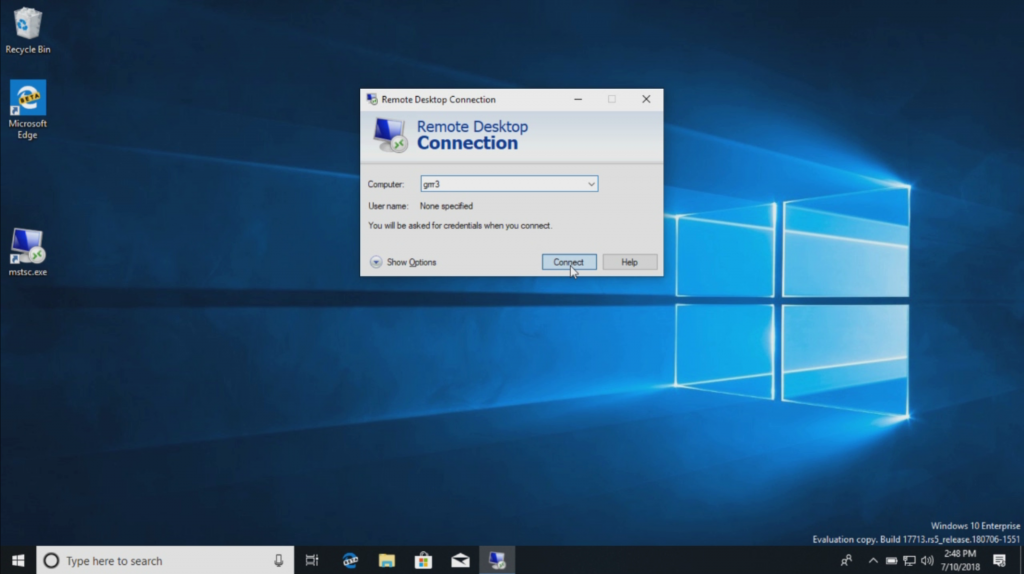 Recycle Bin
BETA
Microsoft
Edge
mstsc.exe
Remote Desktop Connection
Remote Desktop
Connection
Computer:
User name: None specified
You will be asked for credentials when you connect.
Show Options
Connect
Help
Windows 10 Enterprise
Evaluation copy. Build 17713.rs5_release.180706-1551
Type here to search
2:48 PM
7/10/2018